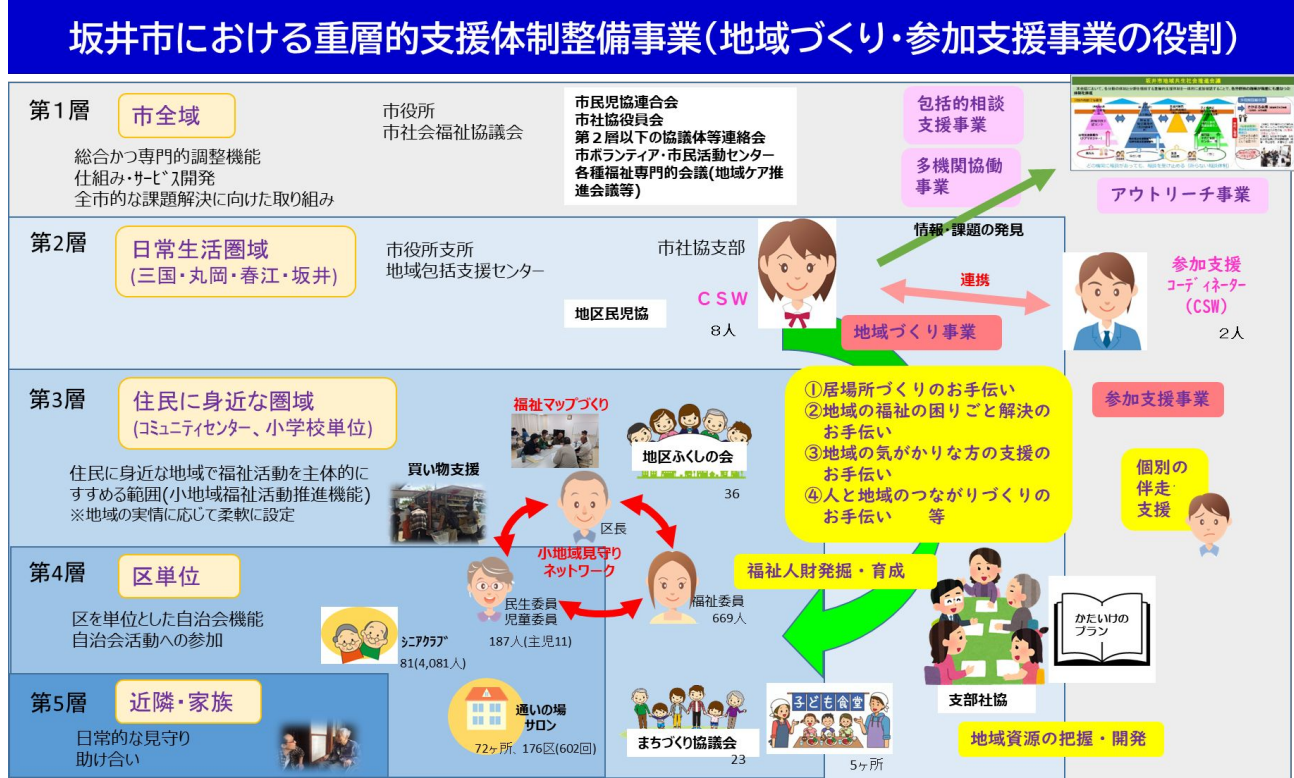 坂井市における重層的支援体制整備事業(地域づくり・参加支援事業の役割)
第1層
市全域
総合かつ専門的調整機能
仕組み・ｻｰﾋﾞｽ開発
全市的な課題解決に向けた取り組み
市役所
市社会福祉協議会
市民児協連合会
市社協役員会
第２層以下の協議体等連絡会
市ボランティア・市民活動センター
各種福祉専門的会議(地域ケア推
進会議等)
包括的相談
支援事業
多機関協働
事業
坂井市地域共生社会推進会議
アウトリーチ事業
第2層
日常生活圏域
(三国・丸岡・春江・坂井)
市役所支所
地域包括支援センター
市社協支部
地区民児協
ＣＳＷ
８人
情報・課題の発見
連携
地域づくり事業
参加支援
ｺｰﾃﾞｨﾈｰﾀｰ
(CSW)
２人
第3層
住民に身近な圏域
(ｺﾐｭﾆﾃｨｾﾝﾀｰ、小学校単位)
住民に身近な地域で福祉活動を主体的に
すすめる範囲(小地域福祉活動推進機能)
※地域の実情に応じて柔軟に設定
福祉マップづくり
買い物支援
地区ふくしの会
36
区長
小地域見守り
ネットワーク
①居場所づくりのお手伝い
②地域の福祉の困りごと解決の
お手伝い
③地域の気がかりな方の支援の
お手伝い
④人と地域のつながりづくりの
お手伝い　等
参加支援事業
個別の
伴走
支援
第4層
区単位
区を単位とした自治会機能
自治会活動への参加
ｼﾆｱｸﾗﾌﾞ
81(4,081人)
民生委員
児童委員
187人(主児11)
福祉委員
669人
福祉人財発掘・育成
かたいけの
プラン
支部社協
第5層
近隣・家族
日常的な見守り
助け合い
通いの場
サロン
72ヶ所、176区(602回)
まちづくり協議会
23
子ども食堂
5ヶ所
地域資源の把握・開発